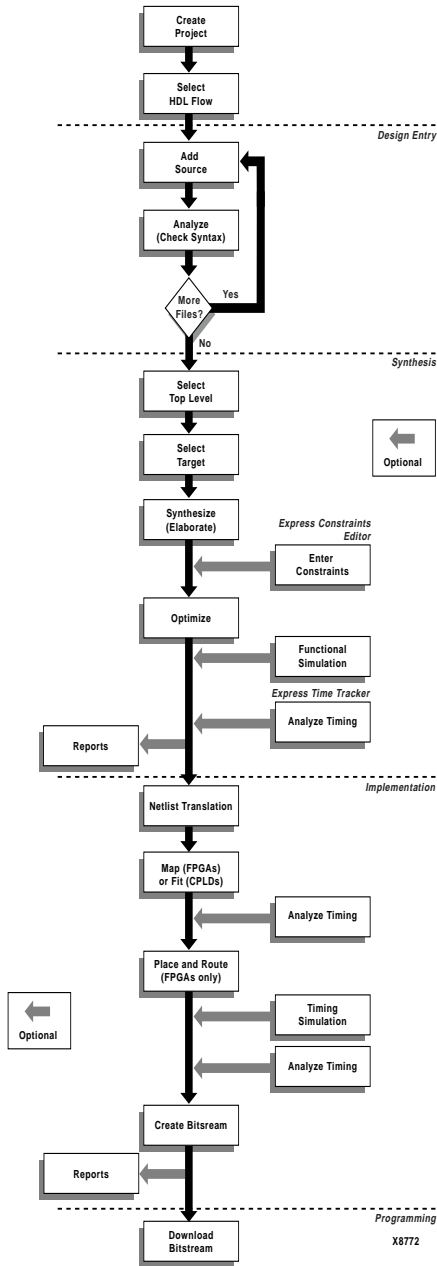 Create
Project
Select
HDL Flow
Design Entry
Add
Source
Analyze
(Check Syntax)
More
Files?
Yes
No
Synthesis
Select
Top Level
Select
Target
Optional
Synthesize
(Elaborate)
Express Constraints
Editor
Enter
Constraints
Optimize
Functional
Simulation
Express Time Tracker
Analyze Timing
Reports
Implementation
Netlist Translation
Map (FPGAs)
or Fit (CPLDs)
Analyze Timing
Place and Route
(FPGAs only)
Optional
Timing
Simulation
Analyze Timing
Create Bitsream
Reports
Programming
Download
Bitstream
X8772